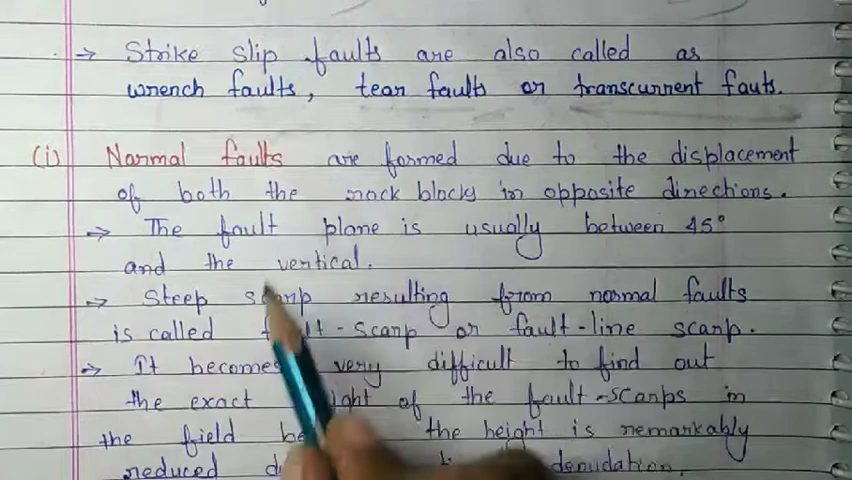 → Strike slip faults are also called as
wrench faults, tear faults or transcurrent fauts.
(i) Normal faults are formed due to the displacement
of both the rock blocks in opposite directions.
→ The fault plane is usually between 45°
and the vertical.
→ Steep scarp resulting from normal faults
is called fault-scarp or fault-line scarp.
→ It becomes very difficult to find out
the exact of the fault-scarps in
the field the height is remarkably
reduced denudation.